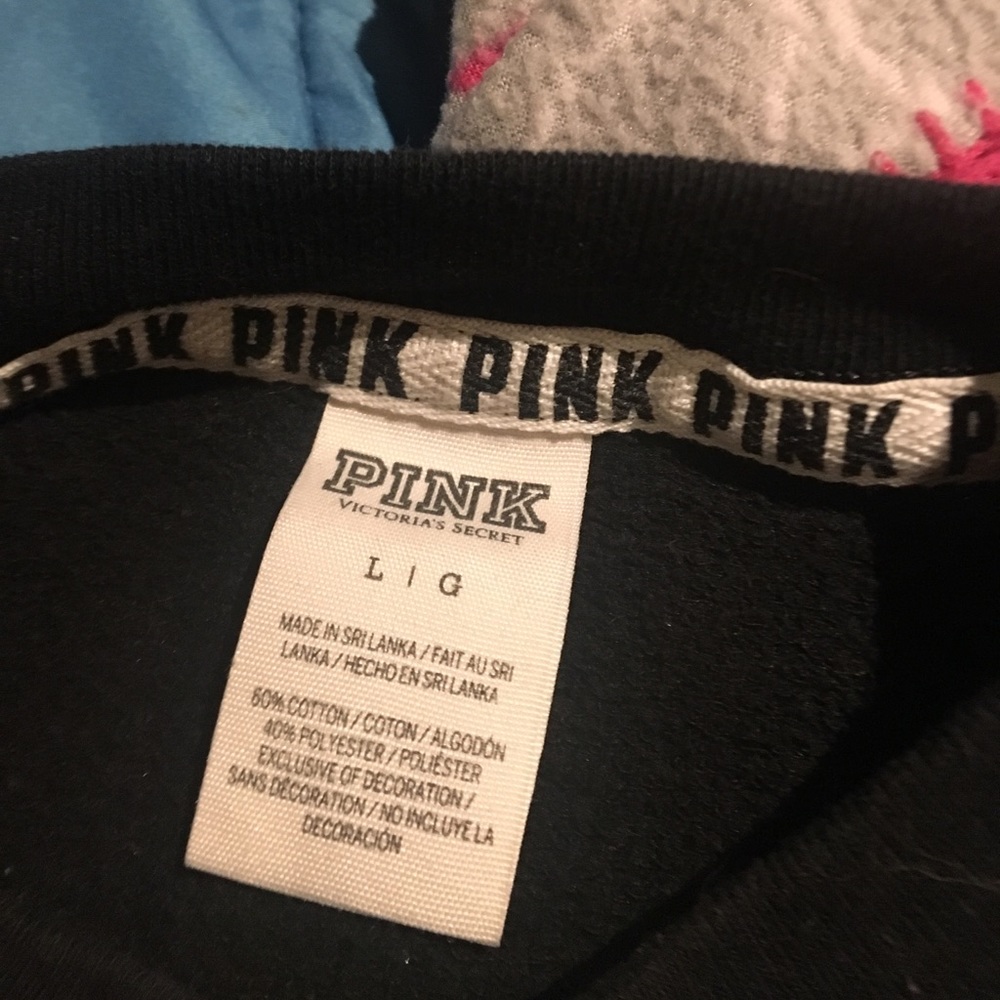 PINK PINK PINK PINK P
PINK
VICTORIA'S SECRET
L | G
MADE IN SRI LANKA / FAIT AU SRI
LANKA / HECHO EN SRI LANKA
60% COTTON / COTON / ALGODÓN
40% POLYESTER / POLIÉSTER
EXCLUSIVE OF DECORATION /
SANS DÉCORATION / NO INCLUYE LA
DECORACIÓN